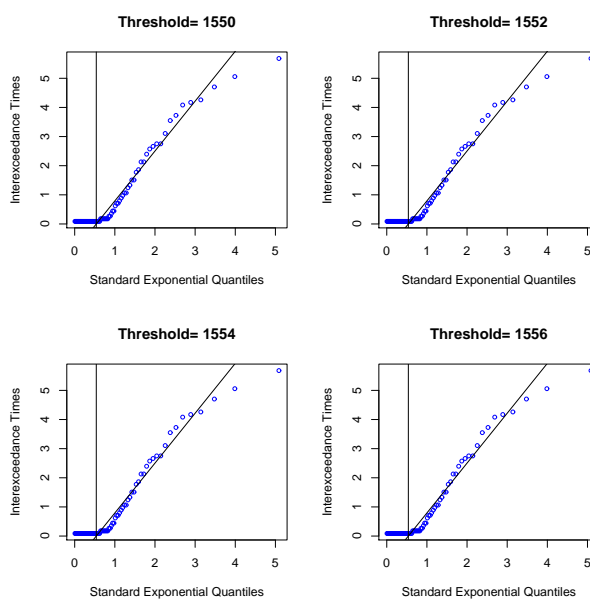 Threshold= 1550
Interexceedance Times
0 1 2 3 4 5
0 1 2 3 4 5
Standard Exponential Quantiles
Threshold= 1552
Interexceedance Times
0 1 2 3 4 5
0 1 2 3 4 5
Standard Exponential Quantiles
Threshold= 1554
Interexceedance Times
0 1 2 3 4 5
0 1 2 3 4 5
Standard Exponential Quantiles
Threshold= 1556
Interexceedance Times
0 1 2 3 4 5
0 1 2 3 4 5
Standard Exponential Quantiles